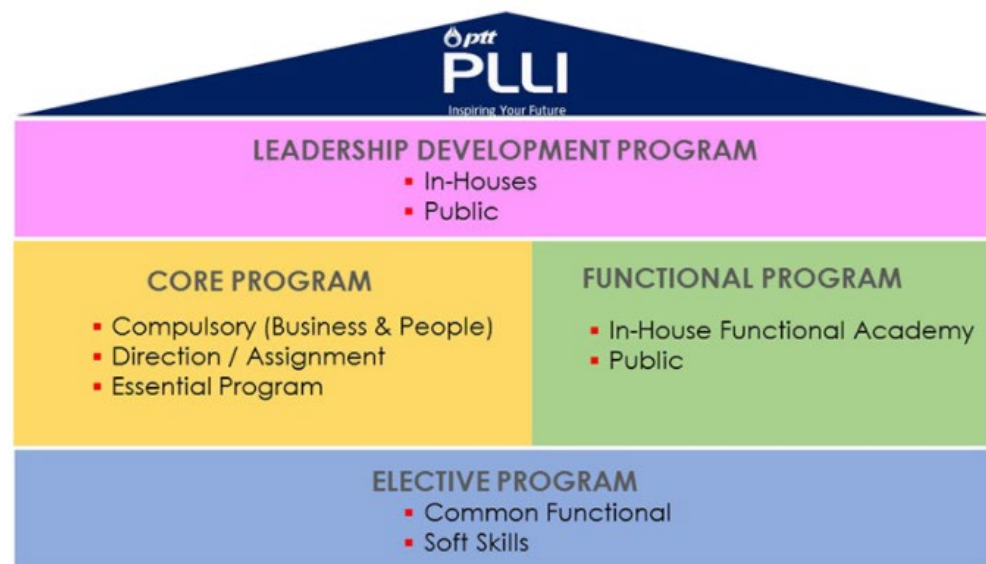 ptt
PLLI
Inspiring Your Future
LEADERSHIP DEVELOPMENT PROGRAM
▪ In-Houses
▪ Public
CORE PROGRAM
▪ Compulsory (Business & People)
▪ Direction / Assignment
▪ Essential Program
FUNCTIONAL PROGRAM
▪ In-House Functional Academy
▪ Public
ELECTIVE PROGRAM
▪ Common Functional
▪ Soft Skills